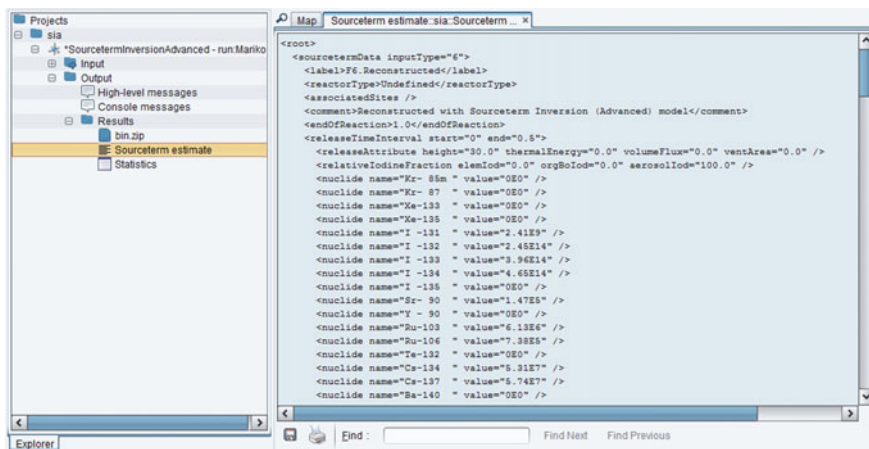 Projects
sia
*SourcetermInversionAdvanced - run:Mariko
Input
Output
High-level messages
Console messages
Results
bin.zip
Sourceterm estimate
Statistics
Explorer
Map
Sourceterm estimate::sia::Sourceterm ... ×
<root>
<sourcetermData inputType="6">
<label>F6.Reconstructed</label>
<reactorType>Undefined</reactorType>
<associatedSites />
<comment>Reconstructed with Sourceterm Inversion (Advanced) model</comment>
<endOfReaction>1.0</endOfReaction>
<releaseTimeInterval start="0" end="0.5">
<releaseAttribute height="30.0" thermalEnergy="0.0" volumeFlux="0.0" ventArea="0.0" />
<relativeIodineFraction elemIod="0.0" orgBoIod="0.0" aerosolIod="100.0" />
<nuclide name="Kr- 85m " value="0E0" />
<nuclide name="Kr- 87  " value="0E0" />
<nuclide name="Xe-133  " value="0E0" />
<nuclide name="Xe-135  " value="0E0" />
<nuclide name="I -131  " value="2.41E9" />
<nuclide name="I -132  " value="2.45E14" />
<nuclide name="I -133  " value="3.96E14" />
<nuclide name="I -134  " value="4.65E14" />
<nuclide name="I -135  " value="0E0" />
<nuclide name="Sr- 90  " value="1.47E5" />
<nuclide name="Y - 90  " value="0E0" />
<nuclide name="Ru-103  " value="6.13E6" />
<nuclide name="Ru-106  " value="7.38E5" />
<nuclide name="Te-132  " value="0E0" />
<nuclide name="Cs-134  " value="5.31E7" />
<nuclide name="Cs-137  " value="5.74E7" />
<nuclide name="Ba-140  " value="0E0" />
Find :
Find Next
Find Previous